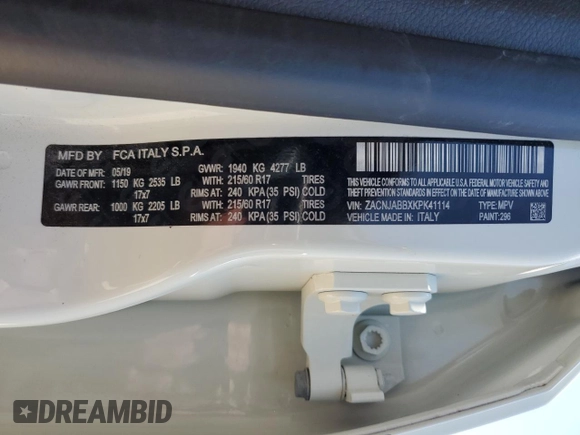 MFD BY FCA ITALY S.P.A.
DATE OF MFR: 05/19 GVWR: 1940 KG 4277 LB
GAWR FRONT: 1150 KG 2535 LB WITH: 215/60 R17 TIRES
17x7 RIMS AT: 240 KPA (35 PSI) COLD
GAWR REAR: 1000 KG 2205 LB WITH: 215/60 R17 TIRES
17x7 RIMS AT: 240 KPA (35 PSI) COLD
THIS VEHICLE CONFORMS TO ALL APPLICABLE U.S.A. FEDERAL
MOTOR VEHICLE SAFETY, BUMPER, AND
THEFT PREVENTION STANDARDS IN EFFECT ON THE DATE OF
MANUFACTURE SHOWN ABOVE.
VIN: ZACNJABBXKPK41114 TYPE: MPV
VEHICLE MADE IN: ITALY PAINT: 296
DREAMBID